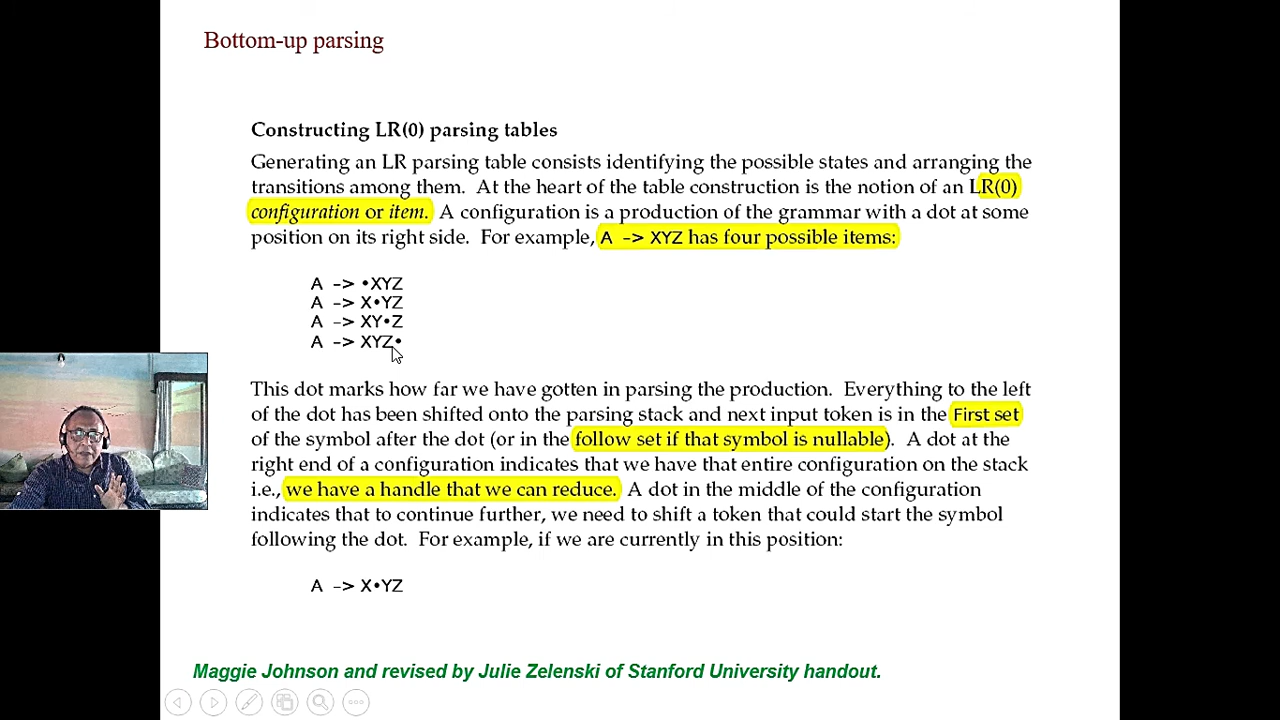 Bottom-up parsing
Constructing LR(0) parsing tables
Generating an LR parsing table consists identifying the possible states and arranging the
transitions among them. At the heart of the table construction is the notion of an LR(0)
configuration or item. A configuration is a production of the grammar with a dot at some
position on its right side. For example, A -> XYZ has four possible items:
A -> •XYZ
A -> X•YZ
A -> XY•Z
A -> XYZ•
This dot marks how far we have gotten in parsing the production. Everything to the left
of the dot has been shifted onto the parsing stack and next input token is in the First set
of the symbol after the dot (or in the follow set if that symbol is nullable). A dot at the
right end of a configuration indicates that we have that entire configuration on the stack
i.e., we have a handle that we can reduce. A dot in the middle of the configuration
indicates that to continue further, we need to shift a token that could start the symbol
following the dot. For example, if we are currently in this position:
A -> X•YZ
Maggie Johnson and revised by Julie Zelenski of Stanford University handout.